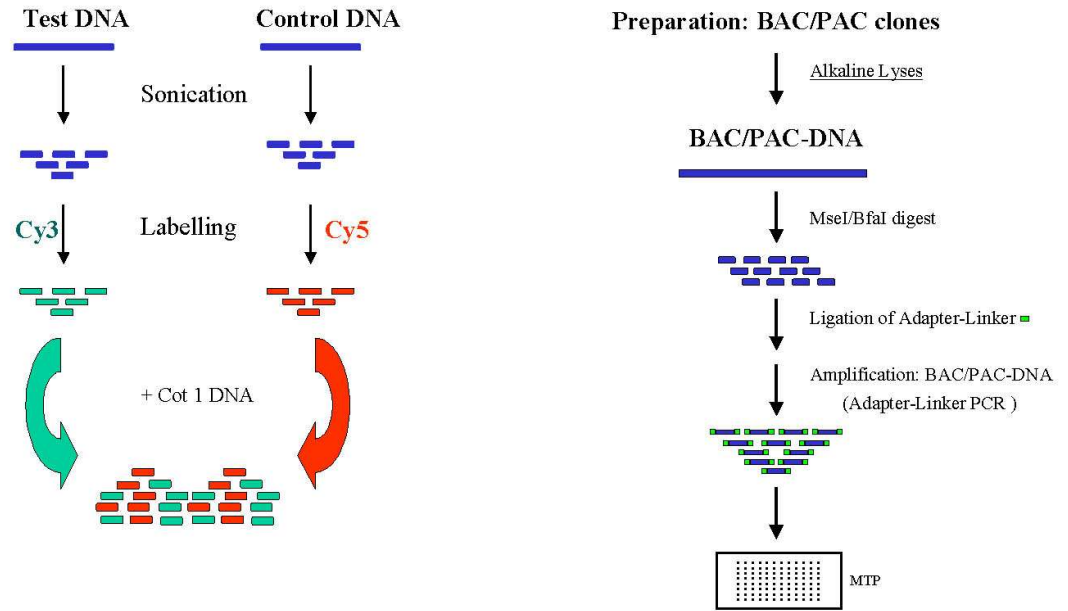 Test DNA
Control DNA
Sonication
Cy3
Labelling
Cy5
+ Cot 1 DNA
Preparation: BAC/PAC clones
Alkaline Lyses
BAC/PAC-DNA
MseI/BfaI digest
Ligation of Adapter-Linker
Amplification: BAC/PAC-DNA
(Adapter-Linker PCR )
MTP